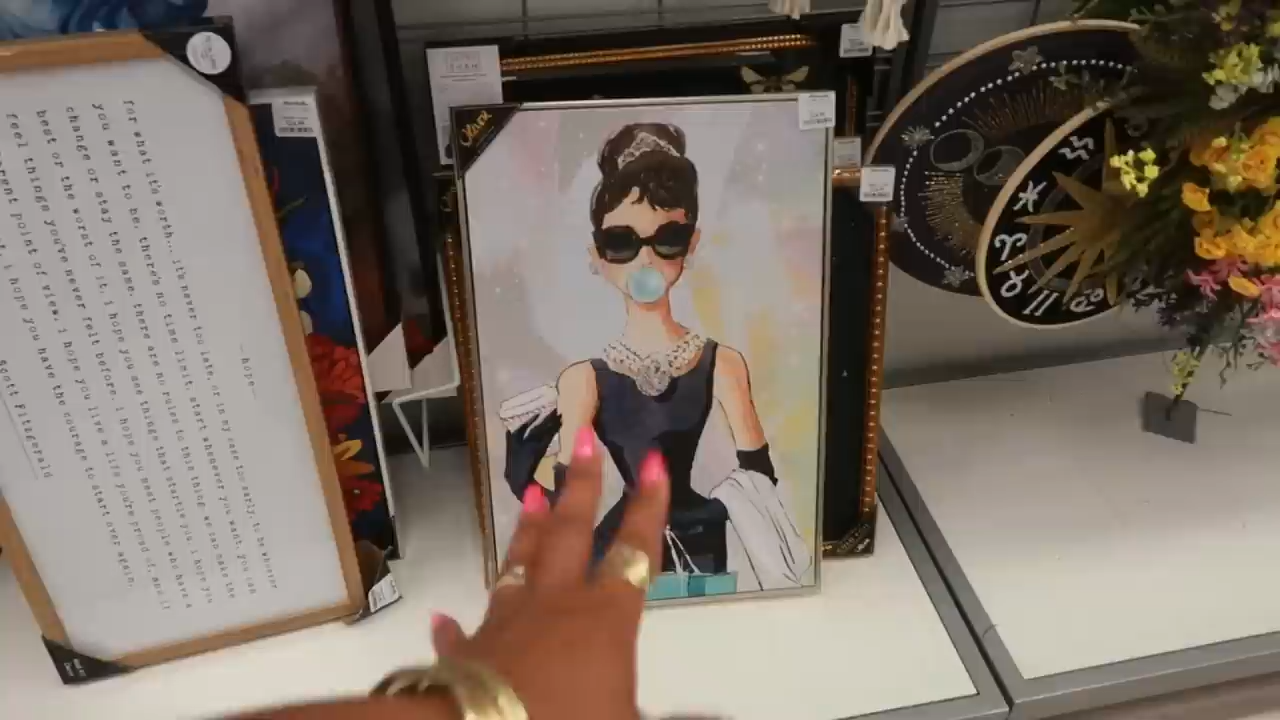 —hope—
for what it's worth... it's never too late, or in my case too early, to be whoever
you want to be. there's no time limit. start whenever you want. you can
change or stay the same. there are no rules to this thing. we can make the
best or the worst of it. i hope you see things that startle you. i hope you
feel things you've never felt before. i hope you meet people who have a
point of view. i hope you live a life you're proud of, and if
i hope you have the courage to start over again.
scott fitzgerald